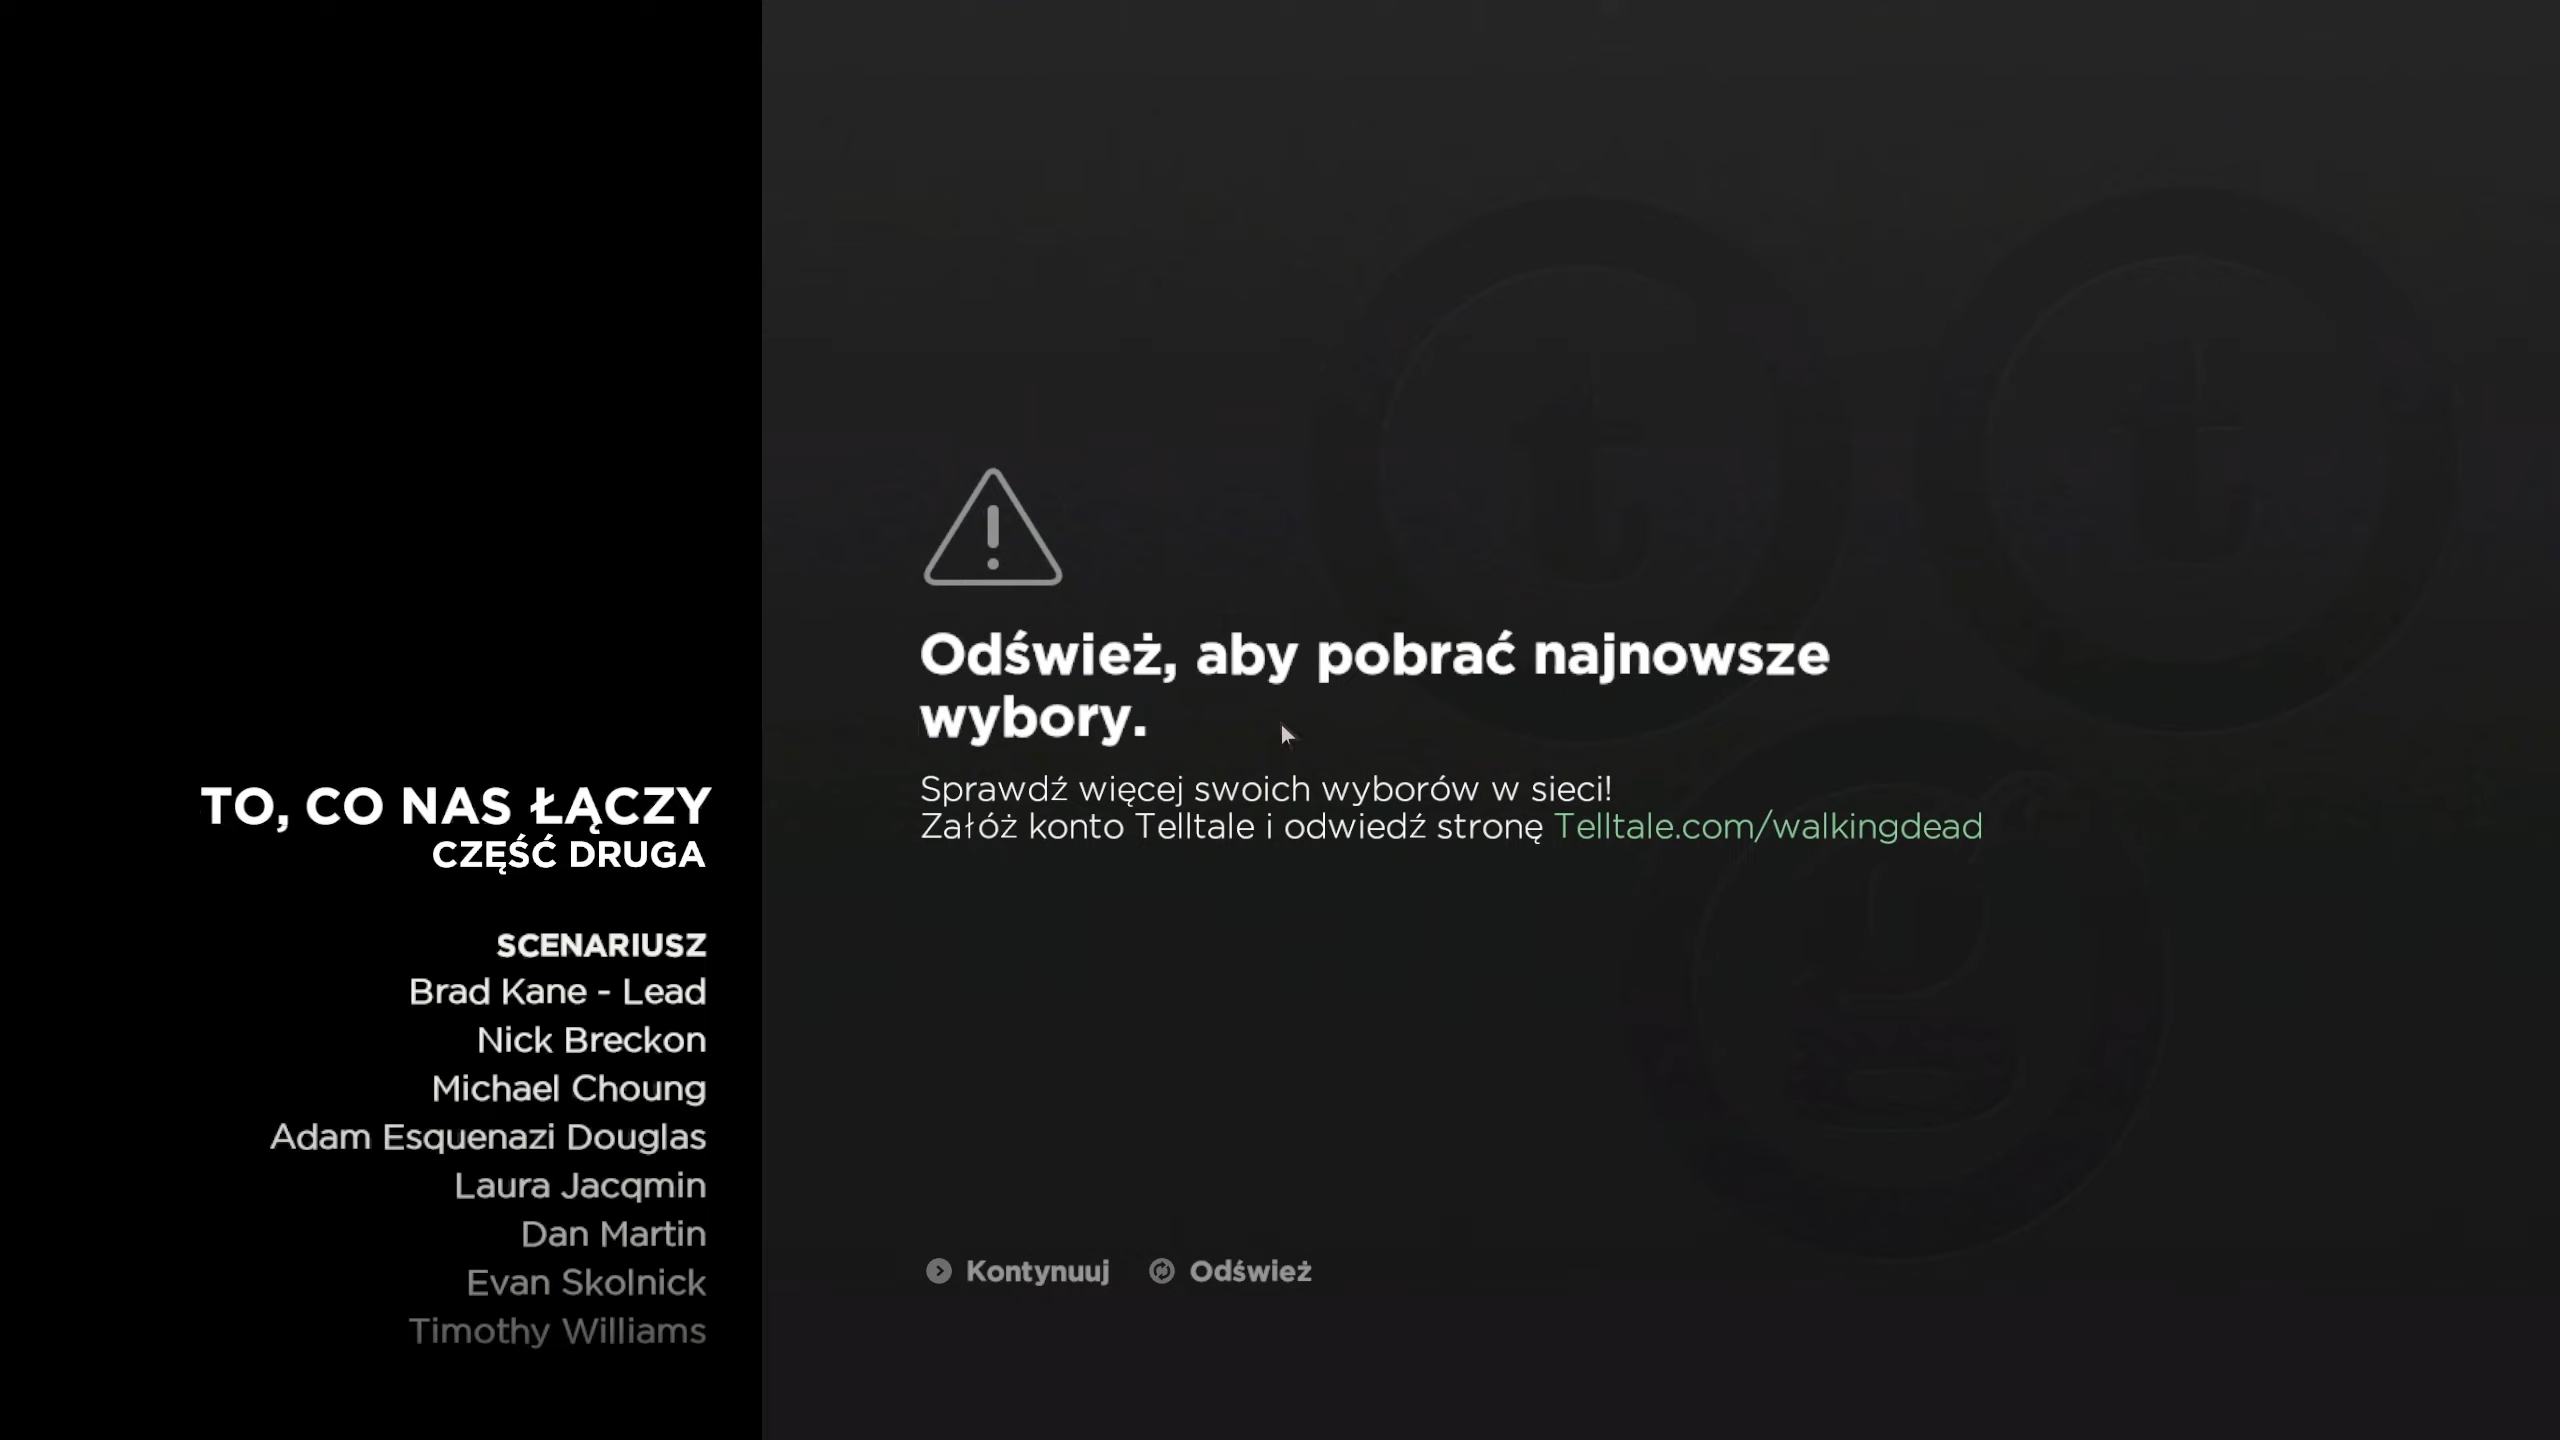 TO, CO NAS ŁĄCZY
CZĘŚĆ DRUGA
SCENARIUSZ
Brad Kane - Lead
Nick Breckon
Michael Choung
Adam Esquenazi Douglas
Laura Jacqmin
Dan Martin
Evan Skolnick
Timothy Williams
Odśwież, aby pobrać najnowsze
wybory.
Sprawdź więcej swoich wyborów w sieci!
Załóż konto Telltale i odwiedź stronę Telltale.com/walkingdead
Kontynuuj Odśwież
t t
g